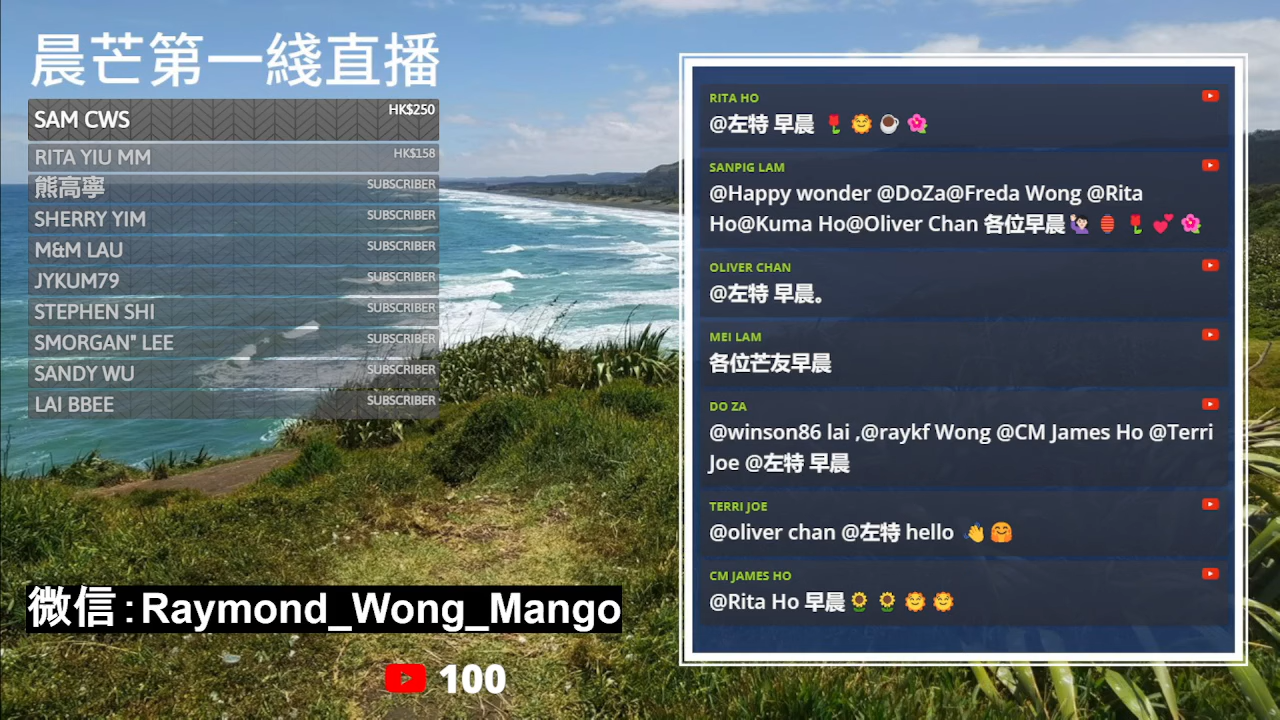 晨芒第一綫直播
SAM CWS HK$250
RITA YIU MM HK$158
熊高寧 SUBSCRIBER
SHERRY YIM SUBSCRIBER
M&M LAU SUBSCRIBER
JYKUM79 SUBSCRIBER
STEPHEN SHI SUBSCRIBER
SMORGAN" LEE SUBSCRIBER
SANDY WU SUBSCRIBER
LAI BBEE SUBSCRIBER
微信:Raymond_Wong_Mango
100
RITA HO
@左特 早晨 🌷🌞☕🌺
SANPIG LAM
@Happy wonder @DoZa@Freda Wong @Rita
Ho@Kuma Ho@Oliver Chan 各位早晨🙋🏻‍♀️🏮🌷💕🌺
OLIVER CHAN
@左特 早晨。
MEI LAM
各位芒友早晨
DO ZA
@winson86 lai ,@raykf Wong @CM James Ho @Terri
Joe @左特 早晨
TERRI JOE
@oliver chan @左特 hello 👋🤗
CM JAMES HO
@Rita Ho 早晨🌻🌻🌞🌞